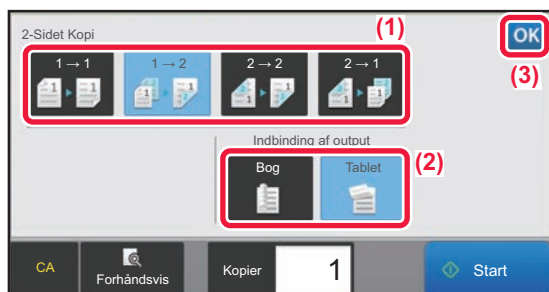 (1)
2-Sidet Kopi
OK
(3)
1 → 1
1 → 2
2 → 2
2 → 1
Indbinding af output
(2)
Bog
Tablet
CA
Forhåndsvis
Kopier
1
Start